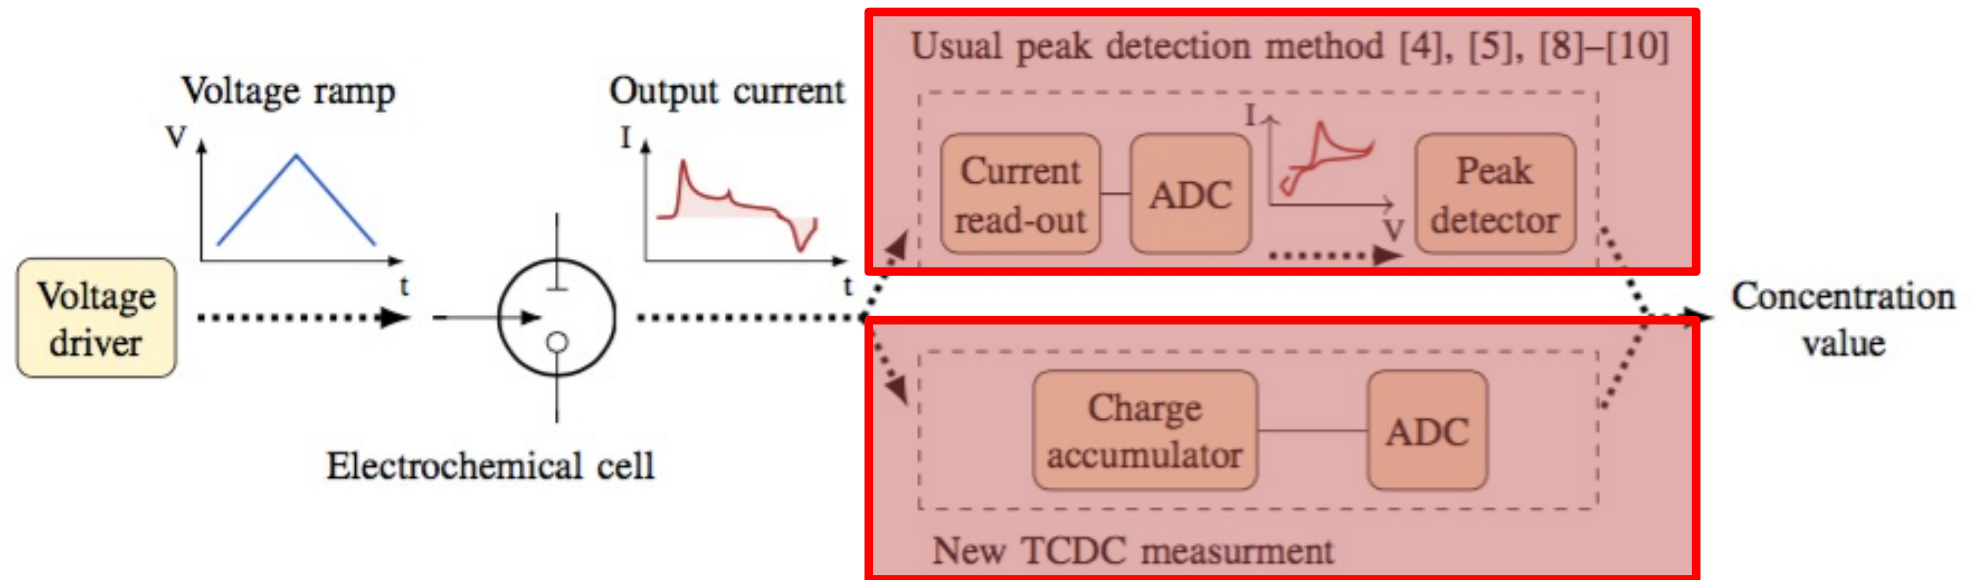 Usual peak detection method [4], [5], [8]–[10]
Voltage ramp
Output current
V
I
I
Current
read-out
ADC
Peak
detector
V
t
t
Voltage
driver
Concentration
value
Charge
accumulator
ADC
Electrochemical cell
New TCDC measurment